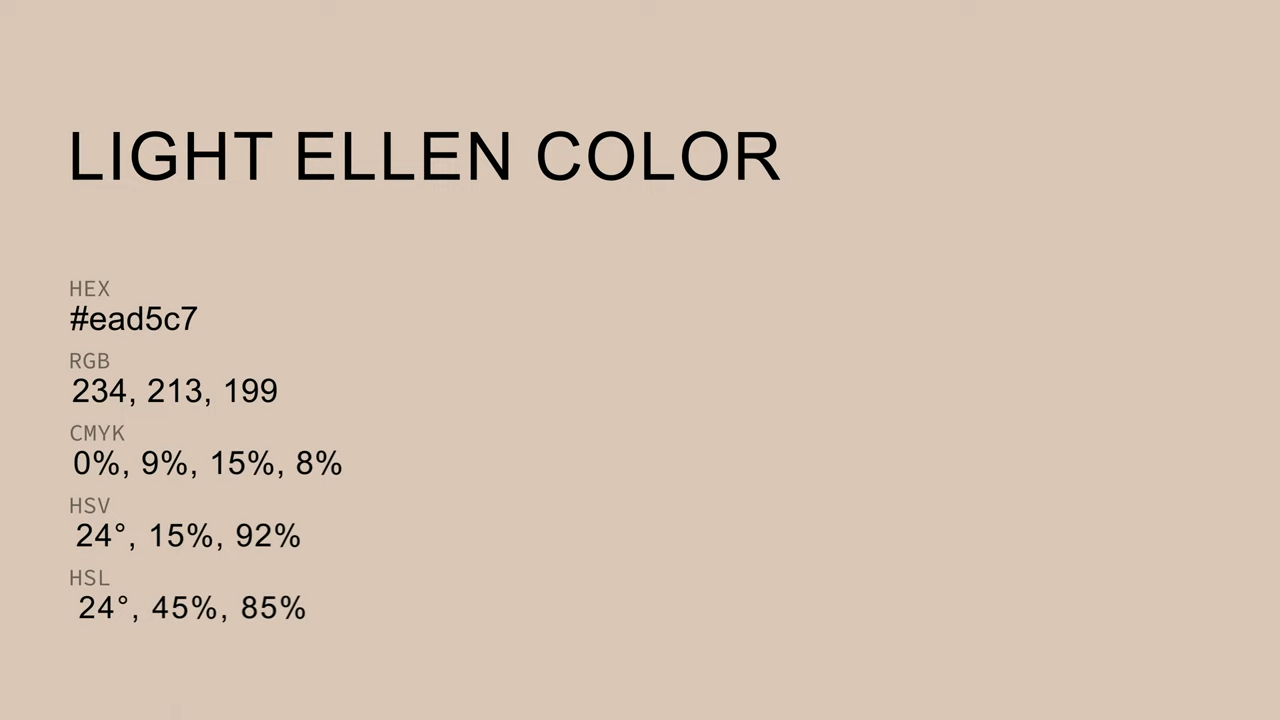 LIGHT ELLEN COLOR
HEX
#ead5c7
RGB
234, 213, 199
CMYK
0%, 9%, 15%, 8%
HSV
24°, 15%, 92%
HSL
24°, 45%, 85%